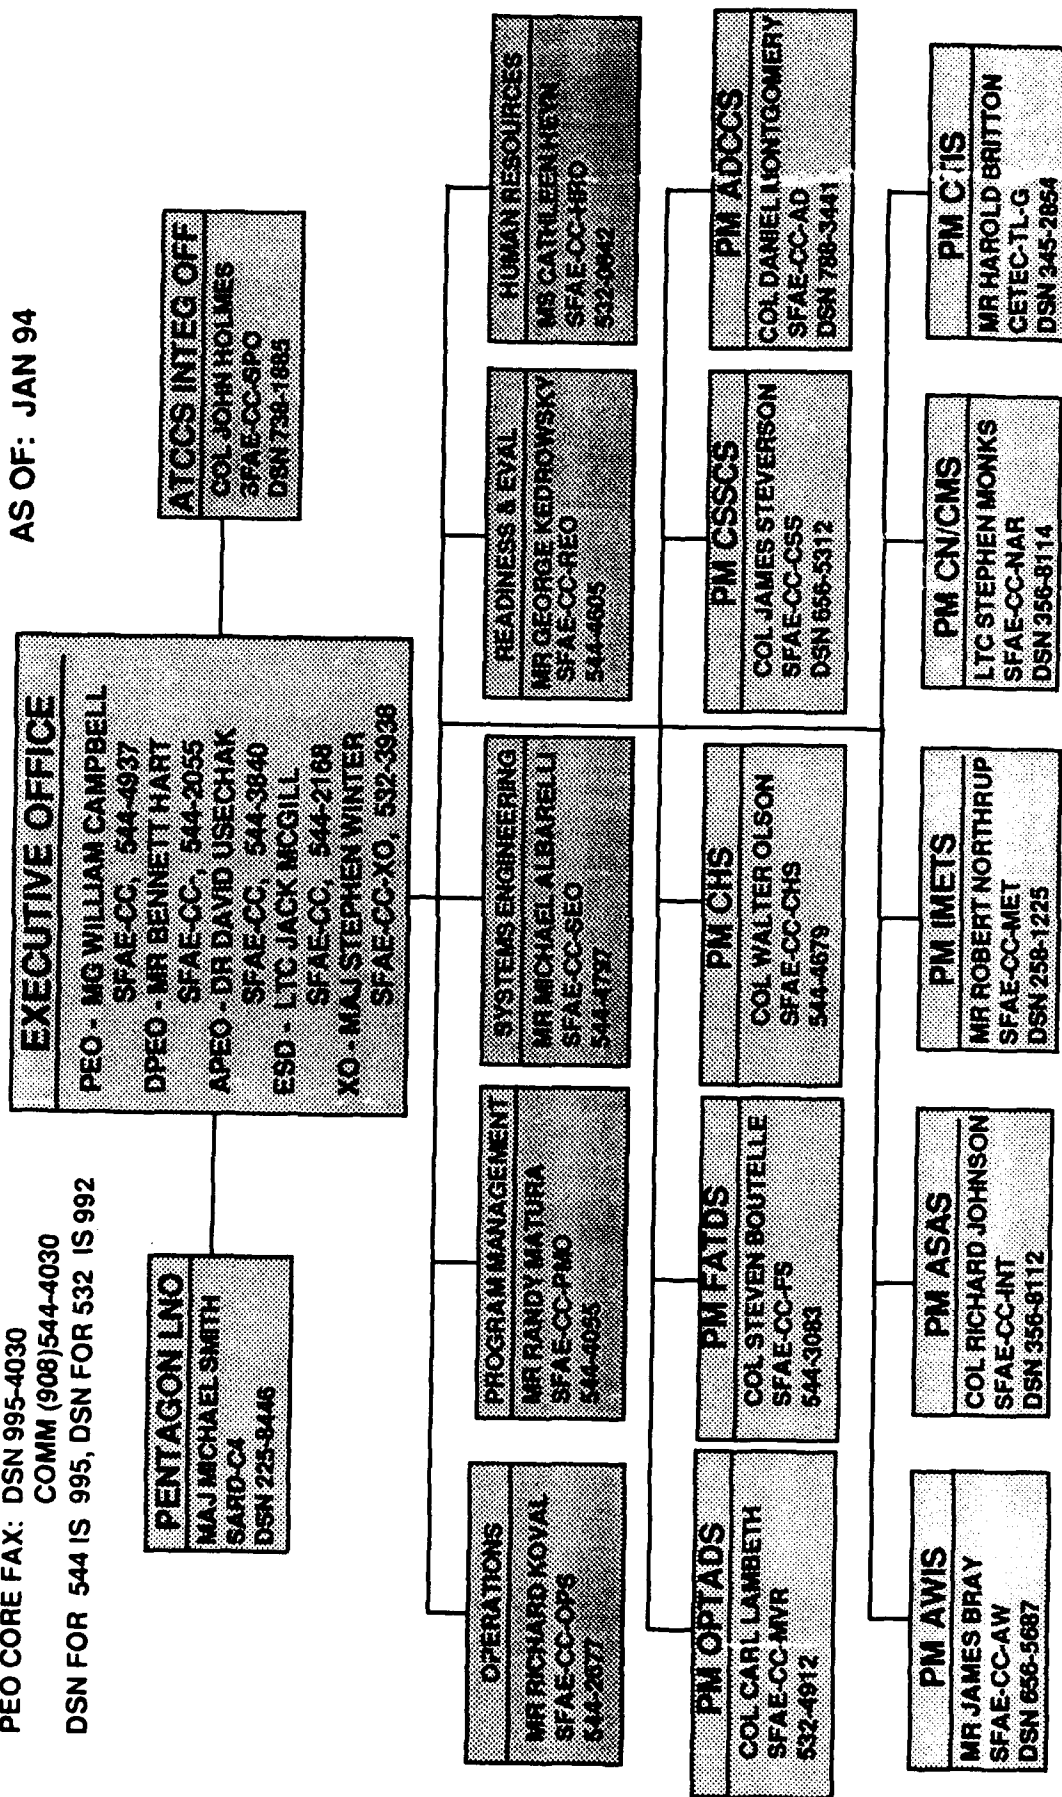 PEO CORE FAX: DSN 995-4030
COMM (908)544-4030
DSN FOR 544 IS 995, DSN FOR 532 IS 992
AS OF: JAN 94
PENTAGON LNO
MAJ MICHAEL SMITH
SARD-C4
DSN 225-8446
EXECUTIVE OFFICE
PEO - MG WILLIAM CAMPBELL
SFAE-CC, 544-4937
DPEO - MR BENNETT HART
SFAE-CC, 544-2055
APEO - DR DAVID USECHAK
SFAE-CC, 544-3840
ESD - LTC JACK MCGILL
SFAE-CC, 544-2168
XO - MAJ STEPHEN WINTER
SFAE-CC-XO, 532-3938
ATCCS INTEG OFF
COL JOHN HOLMES
SFAE-CC-SPO
DSN 738-1885
OPERATIONS
MR RICHARD KOVAL
SFAE-CC-OPS
544-2877
PROGRAM MANAGEMENT
MR RANDY MATURA
SFAE-CC-PMO
544-4055
SYSTEMS ENGINEERING
MR MICHAEL ALBARELLI
SFAE-CC-SEO
544-4797
READINESS & EVAL
MR GEORGE KEDROWSKY
SFAE-CC-REO
544-4605
HUMAN RESOURCES
MS CATHLEEN HEYN
SFAE-CC-HRO
532-0642
PM OPTADS
COL CARL LAMBETH
SFAE-CC-MVR
532-4912
PM FATDS
COL STEVEN BOUTELLE
SFAE-CC-FS
544-3083
PM CHS
COL WALTER OLSON
SFAE-CC-CHS
544-4679
PM CSSCS
COL JAMES STEVERSON
SFAE-CC-CSS
DSN 656-5312
PM ADCCS
COL DANIEL MONTGOMERY
SFAE-CC-AD
DSN 788-3441
PM AWIS
MR JAMES BRAY
SFAE-CC-AW
DSN 656-5687
PM ASAS
COL RICHARD JOHNSON
SFAE-CC-INT
DSN 356-8112
PM IMETS
MR ROBERT NORTHRUP
SFAE-CC-MET
DSN 258-1225
PM CN/CMS
LTC STEPHEN MONKS
SFAE-CC-NAR
DSN 356-8114
PM CTIS
MR HAROLD BRITTON
CETEC-TL-G
DSN 345-2854